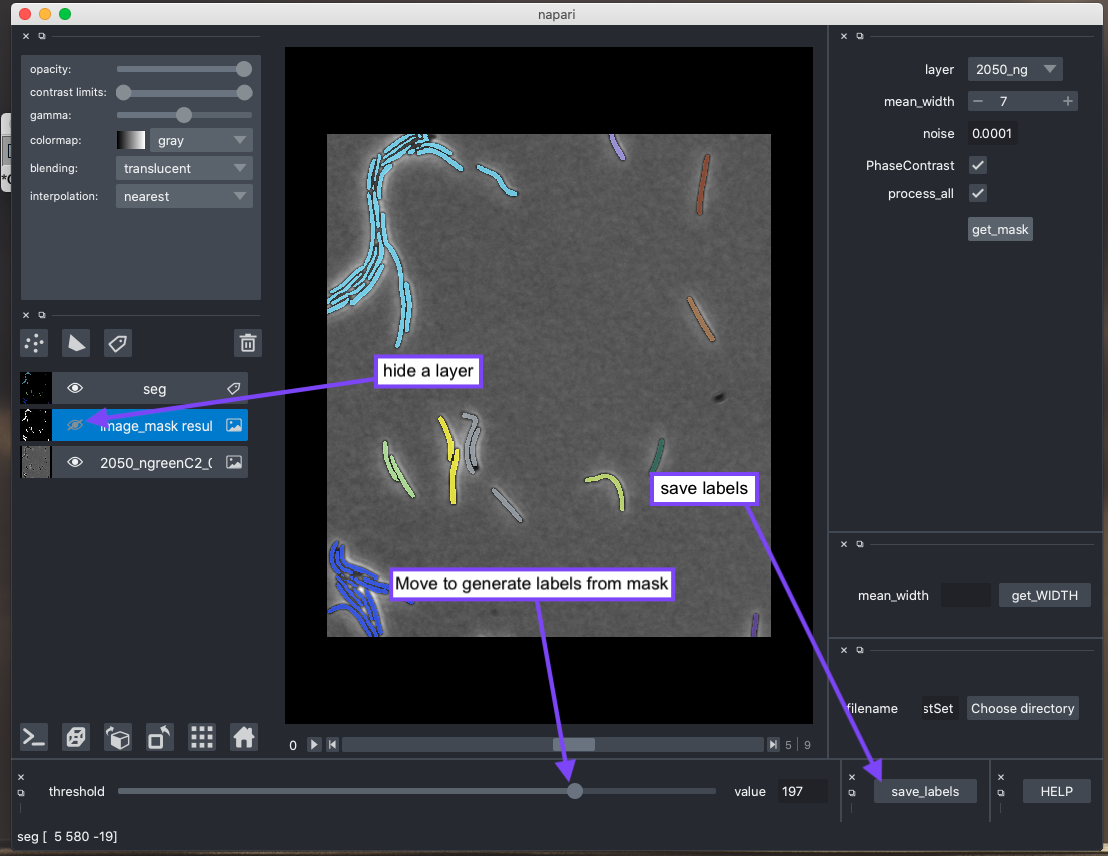 napari
opacity:
contrast limits:
gamma:
colormap: gray
blending: translucent
interpolation: nearest
layer 2050_ng
mean_width 7
noise 0.0001
PhaseContrast
process_all
get_mask
hide a layer
seg
image_mask resul
2050_ngreenC2_
save labels
Move to generate labels from mask
mean_width get_WIDTH
filename stSet Choose directory
0 5 9
threshold value 197
save_labels
HELP
seg [ 5 580 -19]